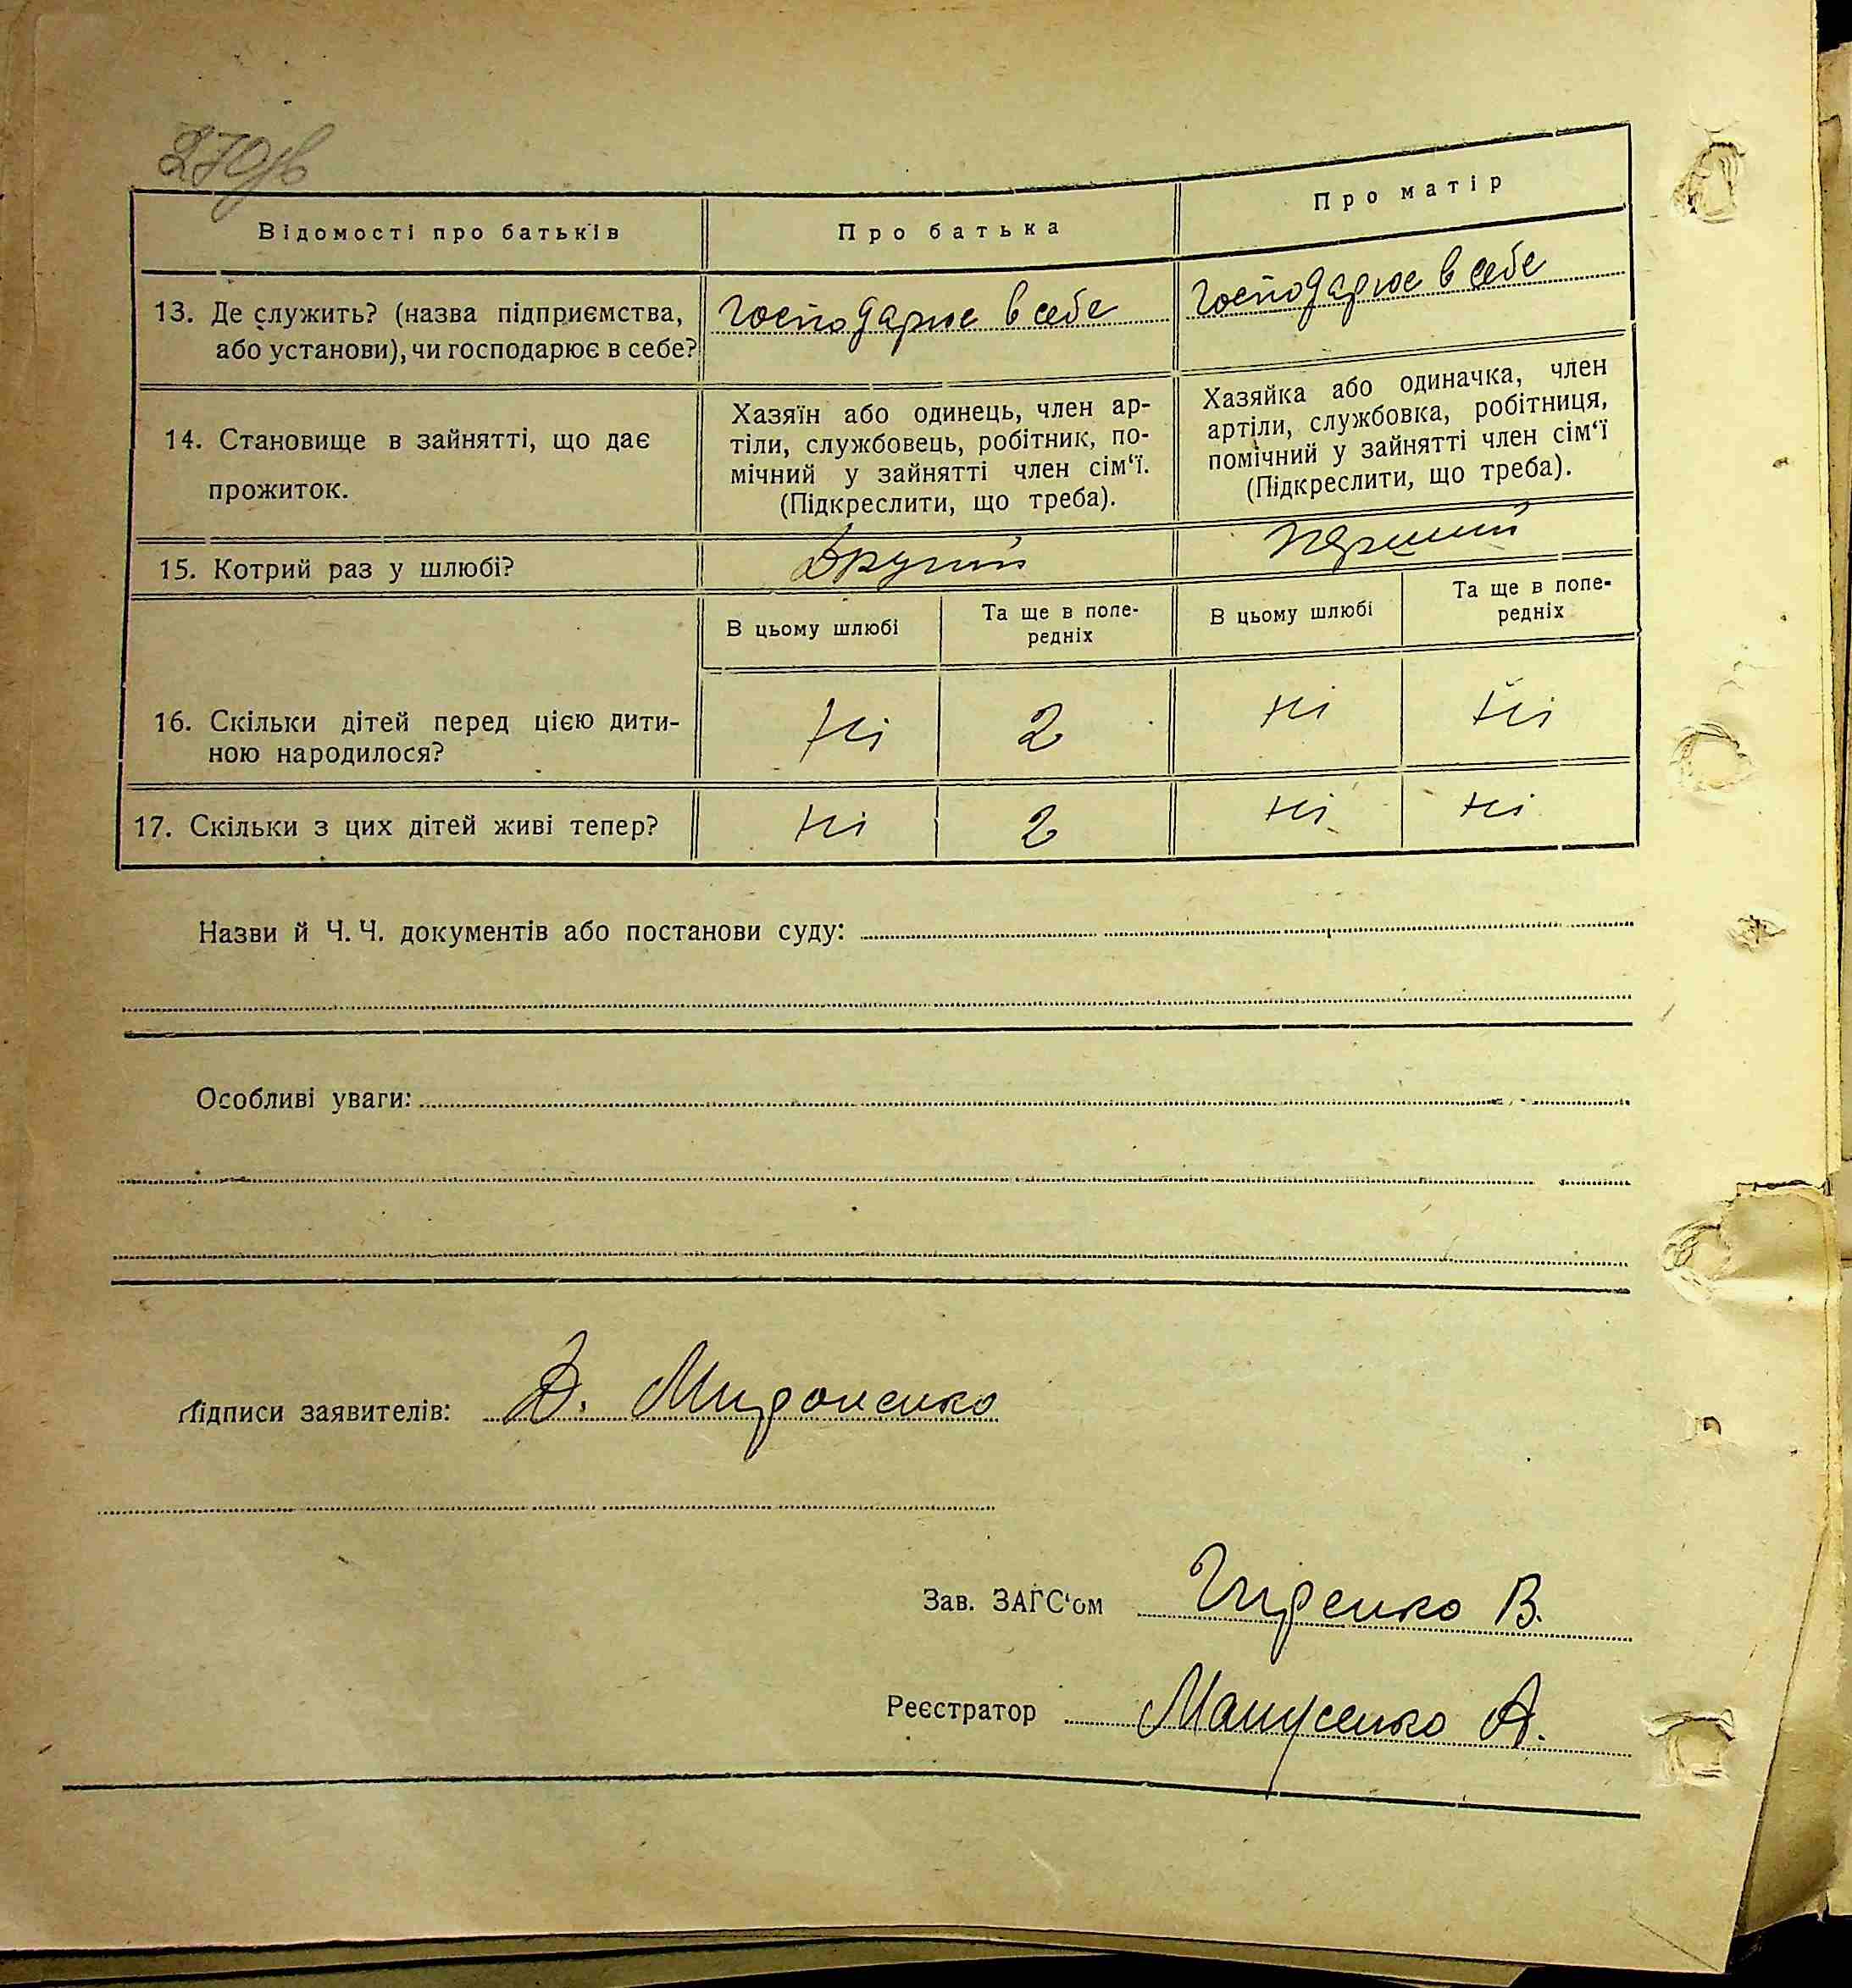 270зв
Відомості про батьків
Про батька
Про матір
13. Де служить? (назва підприємства,
або установи), чи господарює в себе?
Господарює в себе
Господарює в себе
14. Становище в зайнятті, що дає
прожиток.
Хазяїн або одинець, член ар-
тіли, службовець, робітник, по-
мічний у зайнятті член сім‘ї.
(Підкреслити, що треба).
Хазяйка або одиначка, член
артіли, службовка, робітниця,
помічний у зайнятті член сім‘ї
(Підкреслити, що треба).
15. Котрий раз у шлюбі?
Другий
Перший
В цьому шлюбі
Та ще в попе-
редніх
В цьому шлюбі
Та ще в попе-
редніх
16. Скільки дітей перед цією дити-
ною народилося?
Ні
2
ні
ні
17. Скільки з цих дітей живі тепер?
ні
2
ні
ні
Назви й Ч. Ч. документів або постанови суду:
Особливі уваги:
Підписи заявителів: Д. Мироненко
Зав. ЗАГС‘ом Гиренко В.
Реєстратор А.